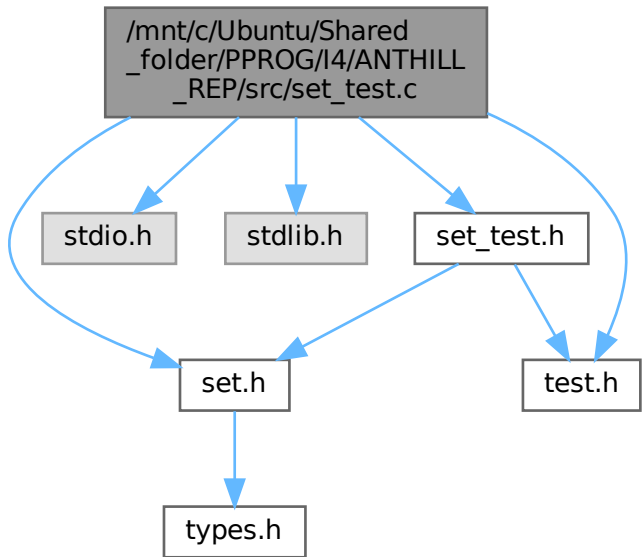 /mnt/c/Ubuntu/Shared
_folder/PPROG/I4/ANTHILL
_REP/src/set_test.c
stdio.h
stdlib.h
set_test.h
set.h
test.h
types.h